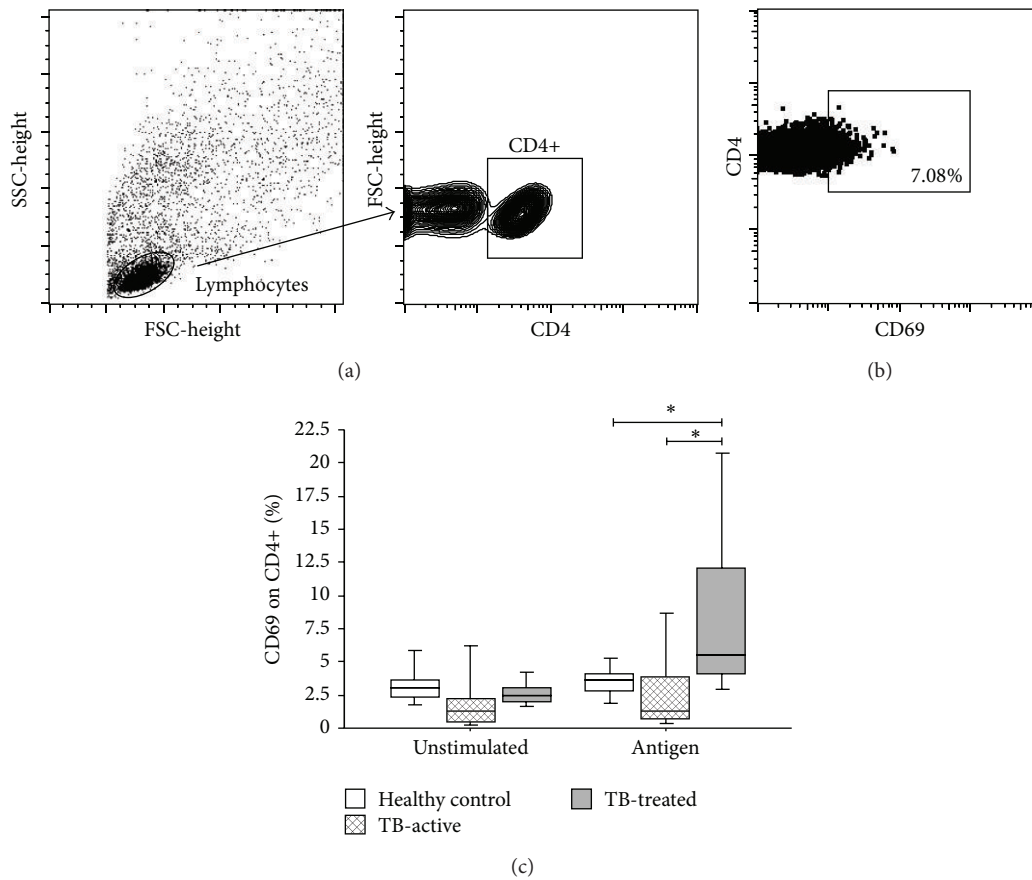 SSC-height
Lymphocytes
FSC-height
FSC-height
CD4+
CD4
(a)
CD4
7.08%
CD69
(b)
CD69 on CD4+ (%)
22.5
20
17.5
15
12.5
10
7.5
5
2.5
0
*
*
Unstimulated
Antigen
Healthy control
TB-active
TB-treated
(c)